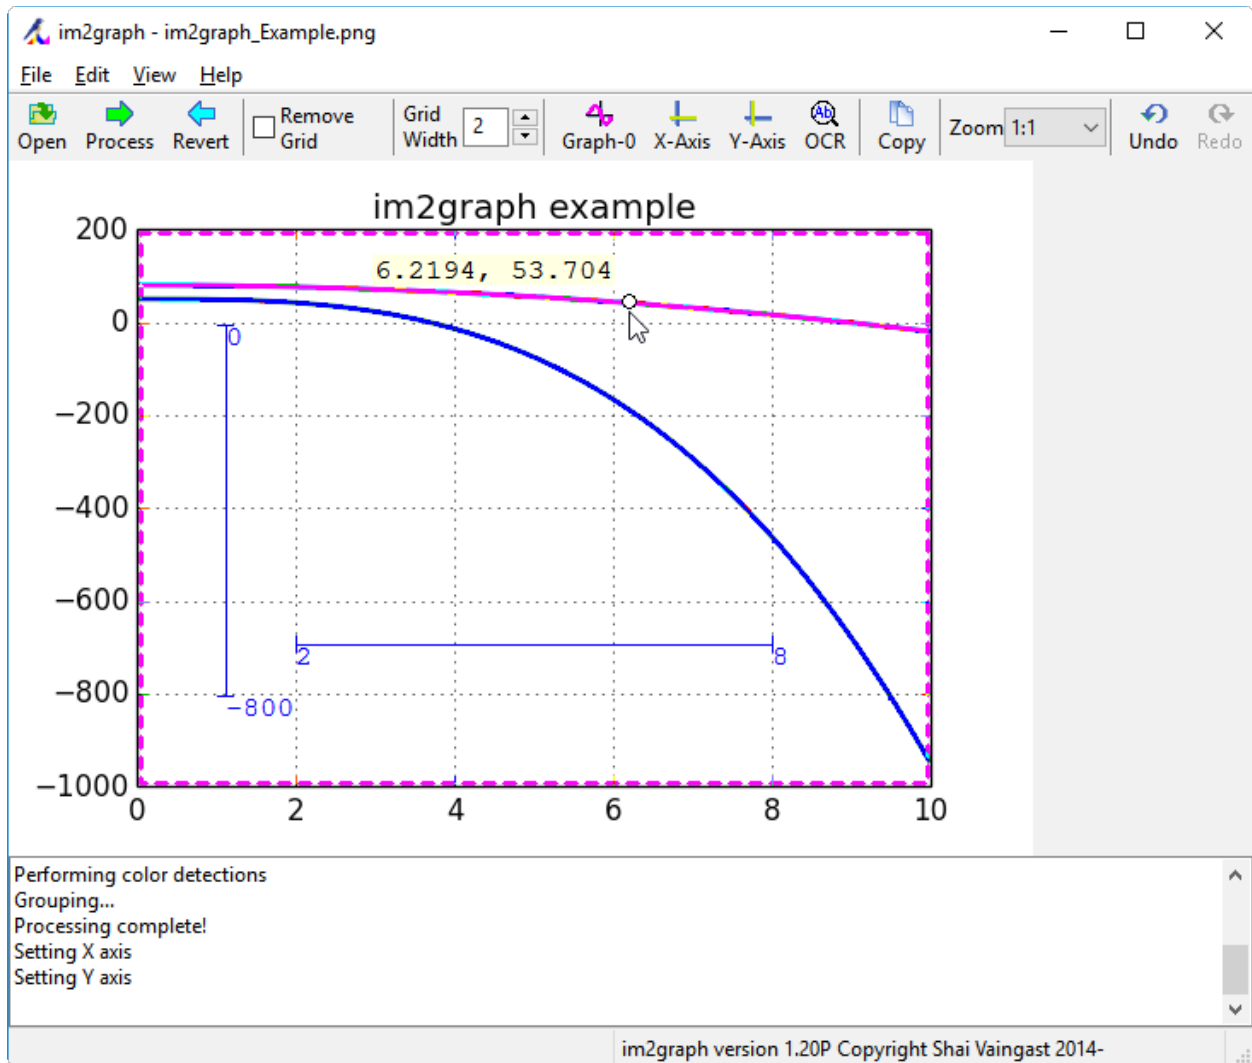 im2graph - im2graph_Example.png
File Edit View Help
Open Process Revert Remove Grid Grid Width 2 Graph-0 X-Axis Y-Axis OCR Copy Zoom 1:1 Undo Redo
im2graph example
200
6.2194, 53.704
0
0
−200
−400
−600
2 8
−800
-800
−1000
0 2 4 6 8 10
Performing color detections
Grouping...
Processing complete!
Setting X axis
Setting Y axis
im2graph version 1.20P Copyright Shai Vaingast 2014-